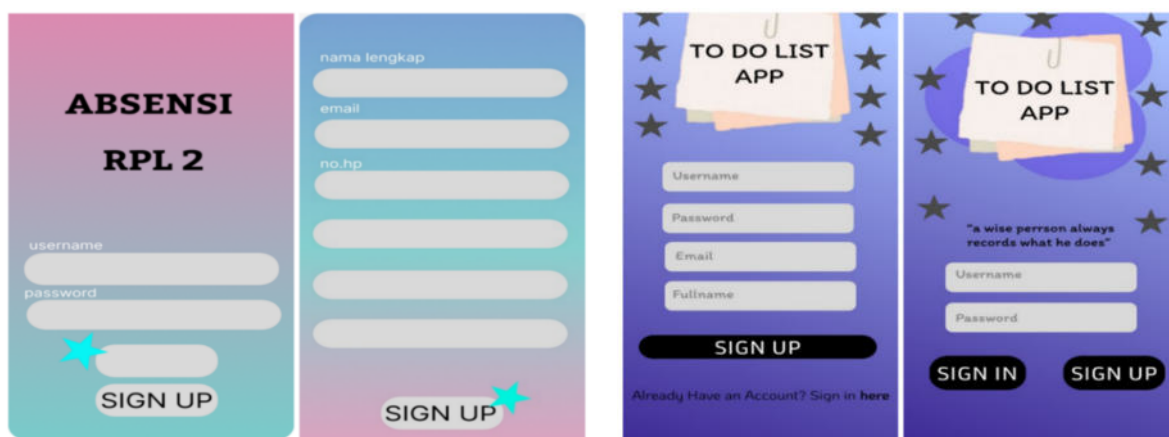 ABSENSI
RPL 2
username
password
SIGN UP
nama lengkap
email
no.hp
SIGN UP
TO DO LIST
APP
Username
Password
Email
Fullname
SIGN UP
Already Have an Account? Sign in here
TO DO LIST
APP
"a wise perrson always
records what he does"
Username
Password
SIGN IN
SIGN UP